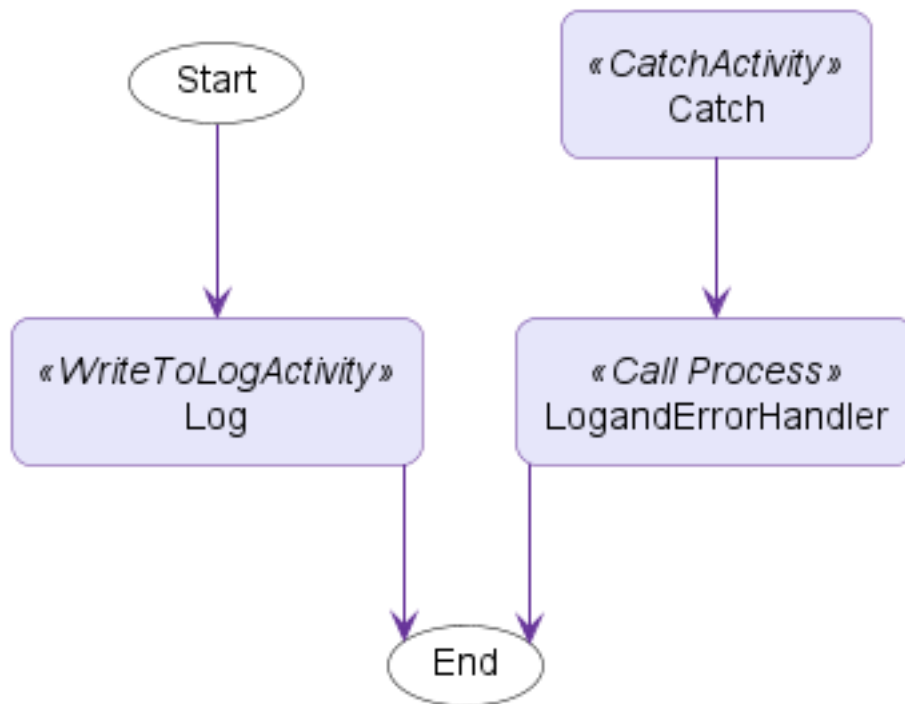 Start
«CatchActivity»
Catch
«WriteToLogActivity»
Log
«Call Process»
LogandErrorHandler
End